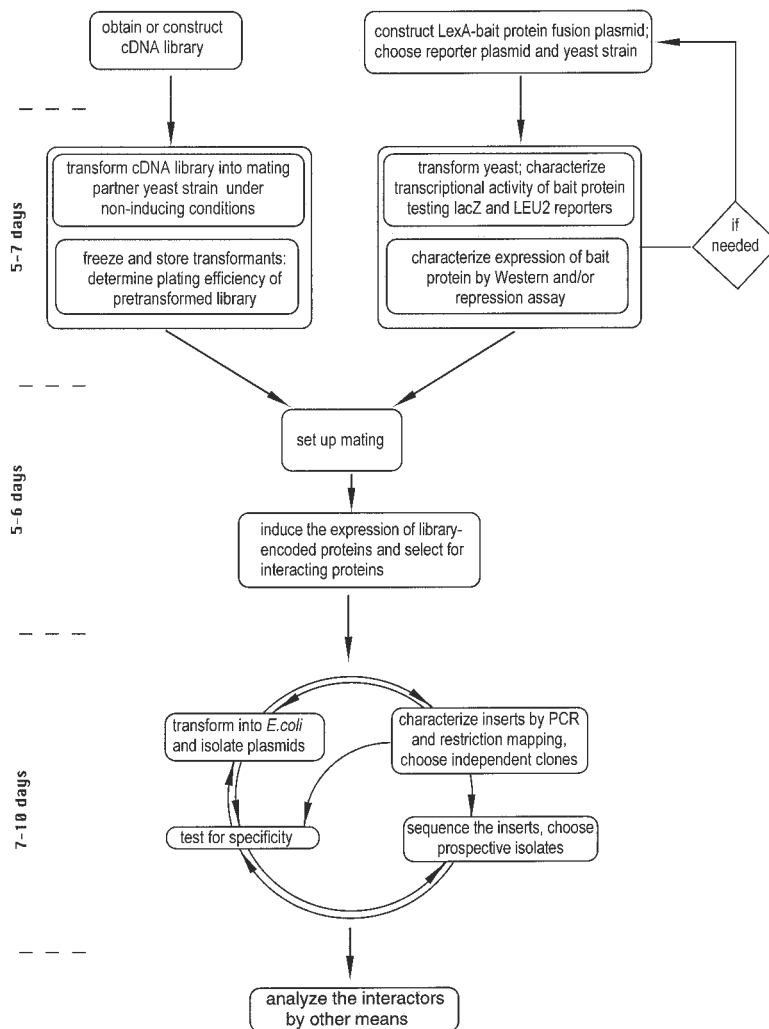 obtain or construct
cDNA library
construct LexA-bait protein fusion plasmid;
choose reporter plasmid and yeast strain
5-7 days
transform cDNA library into mating
partner yeast strain under
non-inducing conditions
freeze and store transformants:
determine plating efficiency of
pretransformed library
transform yeast; characterize
transcriptional activity of bait protein
testing lacZ and LEU2 reporters
characterize expression of bait
protein by Western and/or
repression assay
if
needed
5-6 days
set up mating
induce the expression of library-
encoded proteins and select for
interacting proteins
7-10 days
transform into E.coli
and isolate plasmids
characterize inserts by PCR
and restriction mapping,
choose independent clones
test for specificity
sequence the inserts, choose
prospective isolates
analyze the interactors
by other means